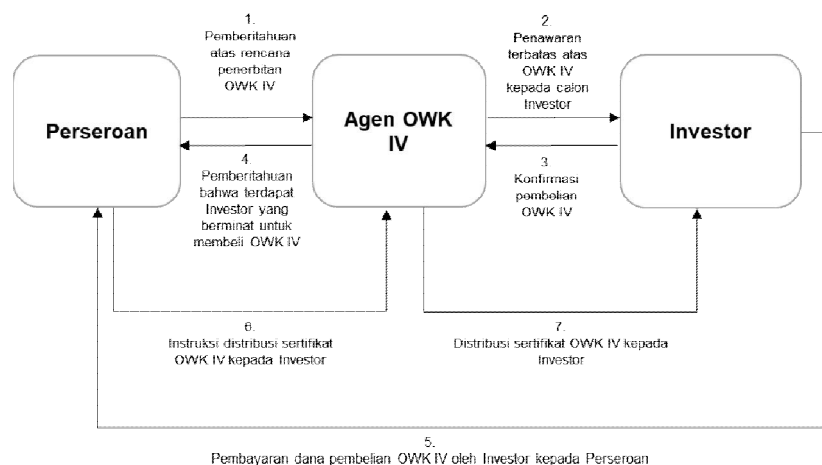 1.
Pemberitahuan
atas rencana
penerbitan
OWK IV
2.
Penawaran
terbatas atas
OWK IV
kepada calon
Investor
Perseroan
Agen OWK
IV
Investor
4.
Pemberitahuan
bahwa terdapat
Investor yang
berminat untuk
membeli OWK IV
3
Konfirmasi
pembelian
OWK IV
6.
Instruksi distribusi sertifikat
OWK IV kepada Investor
7.
Distribusi sertifikat OWK IV kepada
Investor
5.
Pembayaran dana pembelian OWK IV oleh Investor kepada Perseroan